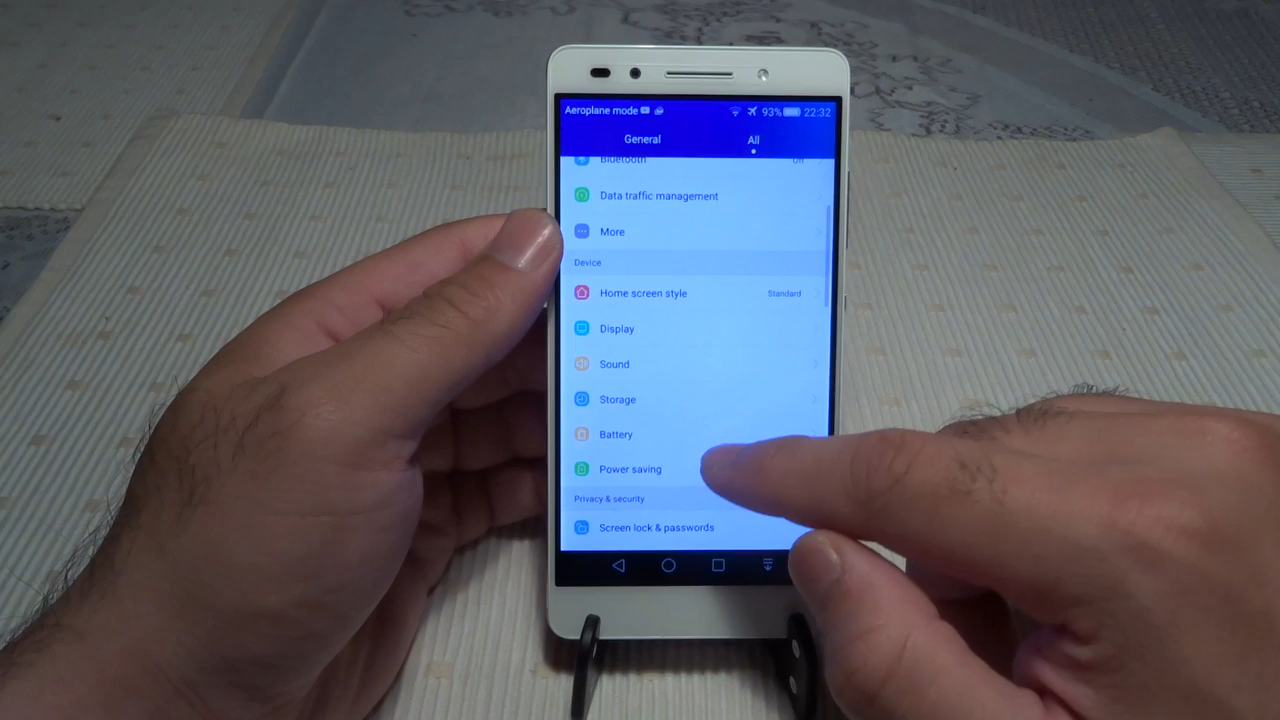 Aeroplane mode 93% 22:32
General All
Bluetooth Off
Data traffic management
More
Device
Home screen style Standard
Display
Sound
Storage
Battery
Power saving
Privacy & security
Screen lock & passwords